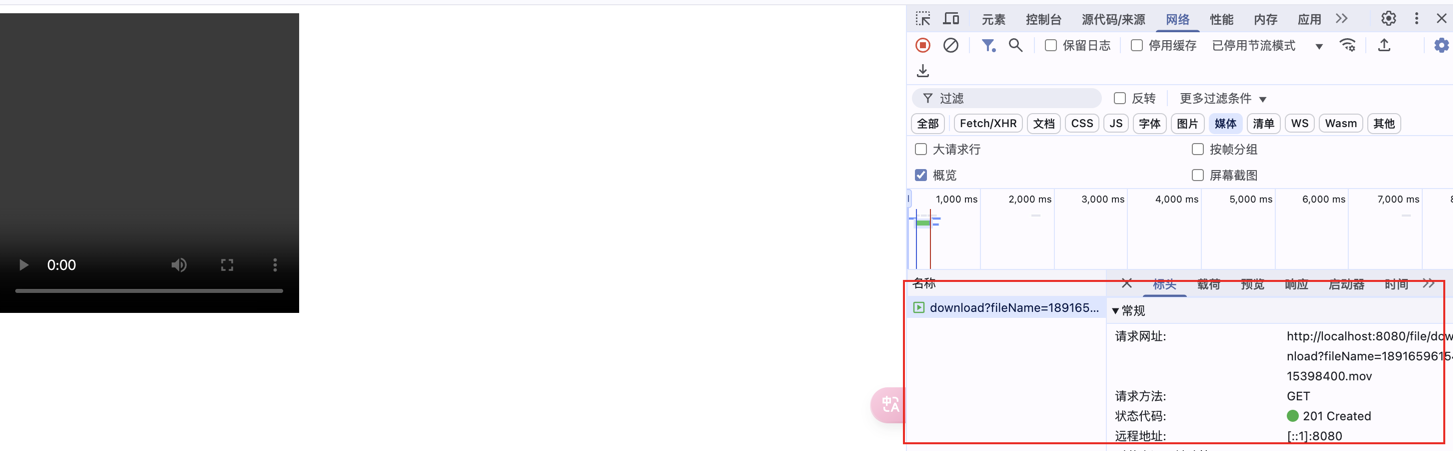 元素 控制台 源代码/来源 网络 性能 内存 应用
保留日志 停用缓存 已停用节流模式
过滤 反转 更多过滤条件
全部 Fetch/XHR 文档 CSS JS 字体 图片 媒体 清单 WS Wasm 其他
大请求行 按帧分组
概览 屏幕截图
1,000 ms 2,000 ms 3,000 ms 4,000 ms 5,000 ms 6,000 ms 7,000 ms 8
0:00
中A
名称
download?fileName=189165...
标头 载荷 预览 响应 启动器 时间
常规
请求网址: http://localhost:8080/file/dow
nload?fileName=1891659615
15398400.mov
请求方法: GET
状态代码: 201 Created
远程地址: [::1]:8080